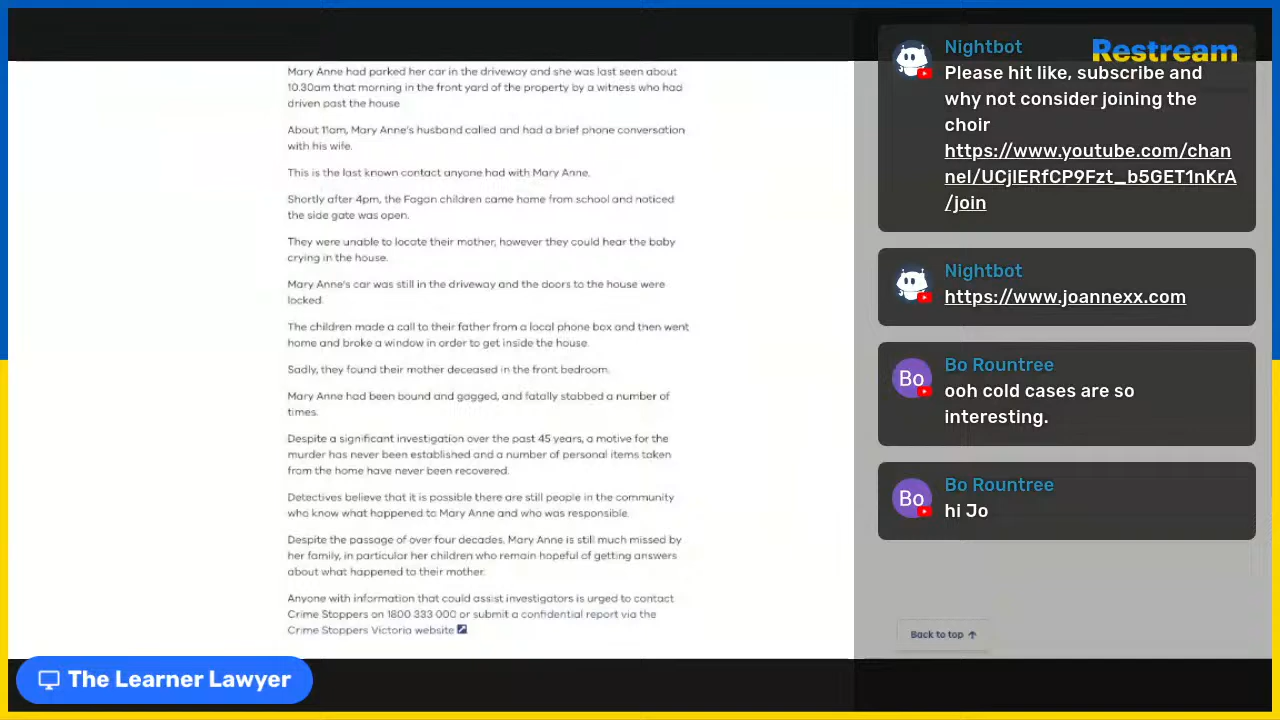 Mary Anne had parked her car in the driveway and she was last seen about
10.30am that morning in the front yard of the property by a witness who had
driven past the house
About 11am, Mary Anne's husband called and had a brief phone conversation
with his wife.
This is the last known contact anyone had with Mary Anne.
Shortly after 4pm, the Fagan children came home from school and noticed
the side gate was open.
They were unable to locate their mother, however they could hear the baby
crying in the house.
Mary Anne's car was still in the driveway and the doors to the house were
locked.
The children made a call to their father from a local phone box and then went
home and broke a window in order to get inside the house.
Sadly, they found their mother deceased in the front bedroom.
Mary Anne had been bound and gagged, and fatally stabbed a number of
times.
Despite a significant investigation over the past 45 years, a motive for the
murder has never been established and a number of personal items taken
from the home have never been recovered.
Detectives believe that it is possible there are still people in the community
who know what happened to Mary Anne and who was responsible.
Despite the passage of over four decades, Mary Anne is still much missed by
her family, in particular her children who remain hopeful of getting answers
about what happened to their mother.
Anyone with information that could assist investigators is urged to contact
Crime Stoppers on 1800 333 000 or submit a confidential report via the
Crime Stoppers Victoria website
Restream
Nightbot
Please hit like, subscribe and
why not consider joining the
choir
https://www.youtube.com/chan
nel/UCjlERfCP9Fzt_b5GET1nKrA
/join
Nightbot
https://www.joannexx.com
Bo
Bo Rountree
ooh cold cases are so
interesting.
Bo
Bo Rountree
hi Jo
Back to top
The Learner Lawyer